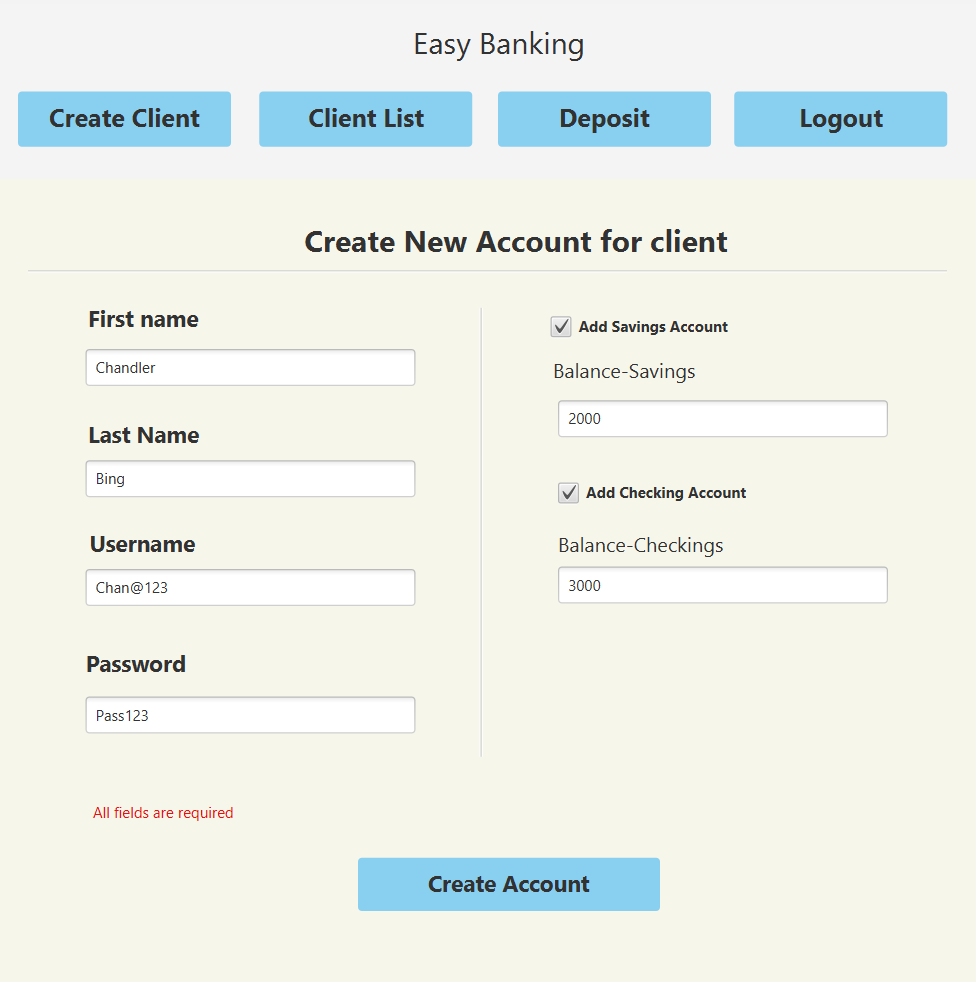 Easy Banking
Create Client
Client List
Deposit
Logout
Create New Account for client
First name
Chandler
Last Name
Bing
Username
Chan@123
Password
Pass123
Add Savings Account
Balance-Savings
2000
Add Checking Account
Balance-Checkings
3000
All fields are required
Create Account